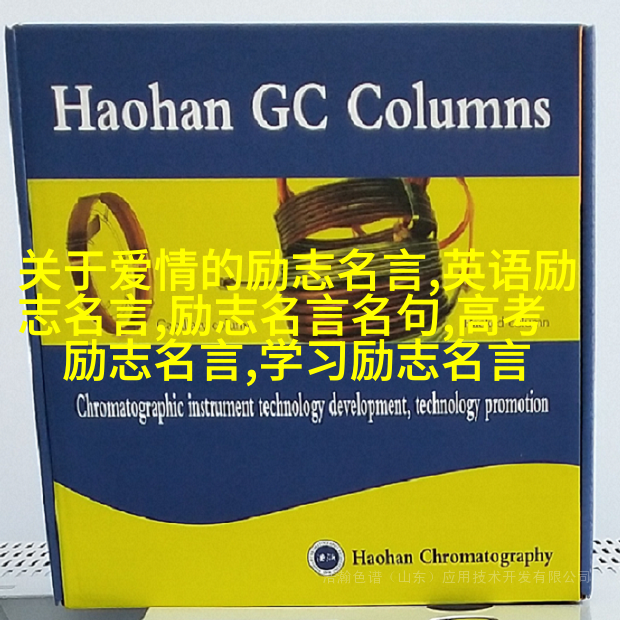 Haohan GC Columns
关于爱情的励志名言,英语励
志名言,励志名言名句,高考
励志名言,学习励志名言
Chromatographic instrument technology development, technology promotion
Haohan Chromatography
浩瀚色谱（山东）应用技术开发有限公司